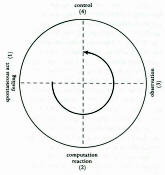 control
(4)
spontaneous act
feeling
(1)
observation
(3)
computation
reaction
(2)